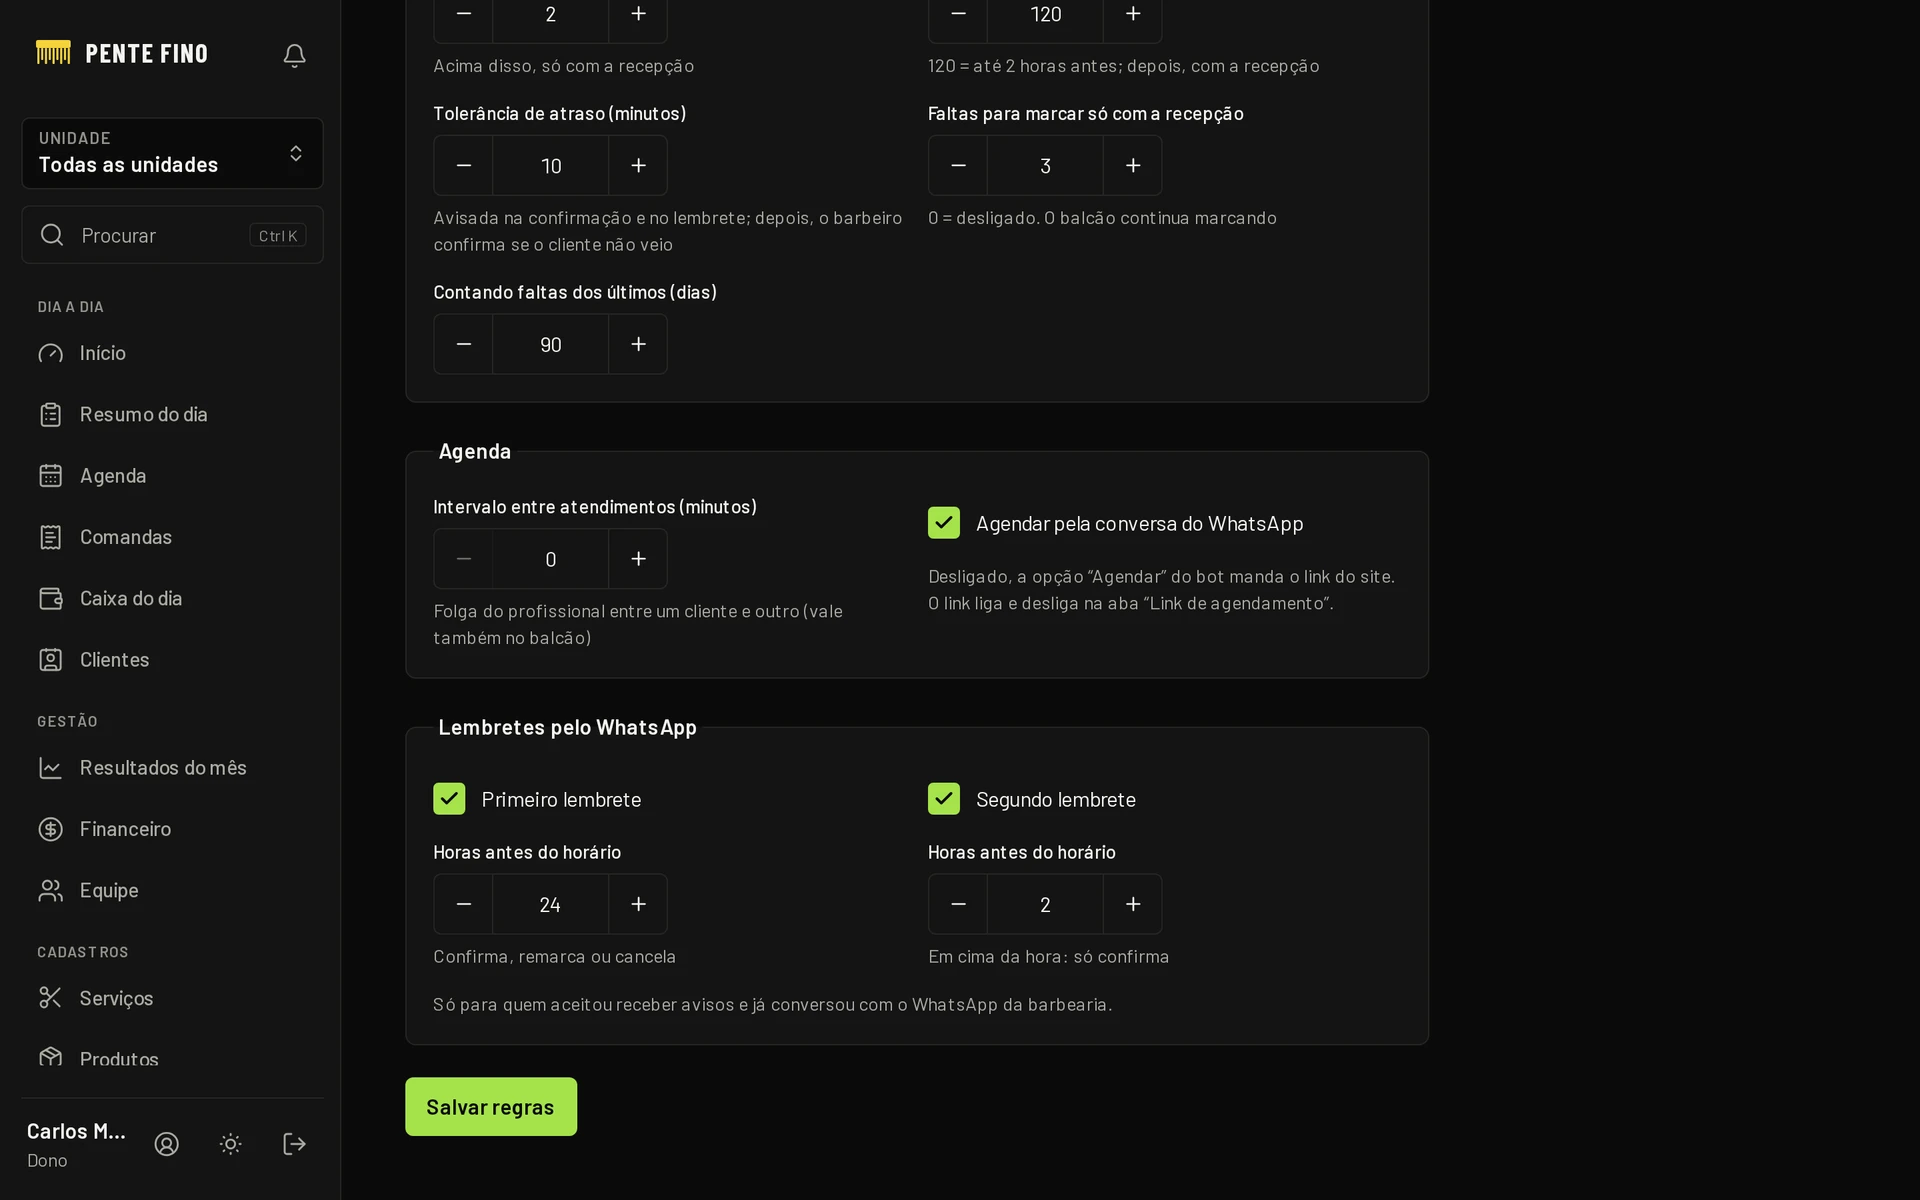 PENTE FINO
UNIDADE
Todas as unidades
Procurar
Ctrl K
DIA A DIA
Início
Resumo do dia
Agenda
Comandas
Caixa do dia
Clientes
GESTÃO
Resultados do mês
Financeiro
Equipe
CADASTROS
Serviços
Produtos
Carlos M...
Dono
2
Acima disso, só com a recepção
120
120 = até 2 horas antes; depois, com a recepção
Tolerância de atraso (minutos)
10
Avisada na confirmação e no lembrete; depois, o barbeiro
confirma se o cliente não veio
Faltas para marcar só com a recepção
3
0 = desligado. O balcão continua marcando
Contando faltas dos últimos (dias)
90
Agenda
Intervalo entre atendimentos (minutos)
0
Folga do profissional entre um cliente e outro (vale
também no balcão)
Agendar pela conversa do WhatsApp
Desligado, a opção “Agendar” do bot manda o link do site.
O link liga e desliga na aba “Link de agendamento”.
Lembretes pelo WhatsApp
Primeiro lembrete
Horas antes do horário
24
Confirma, remarca ou cancela
Segundo lembrete
Horas antes do horário
2
Em cima da hora: só confirma
Só para quem aceitou receber avisos e já conversou com o WhatsApp da barbearia.
Salvar regras